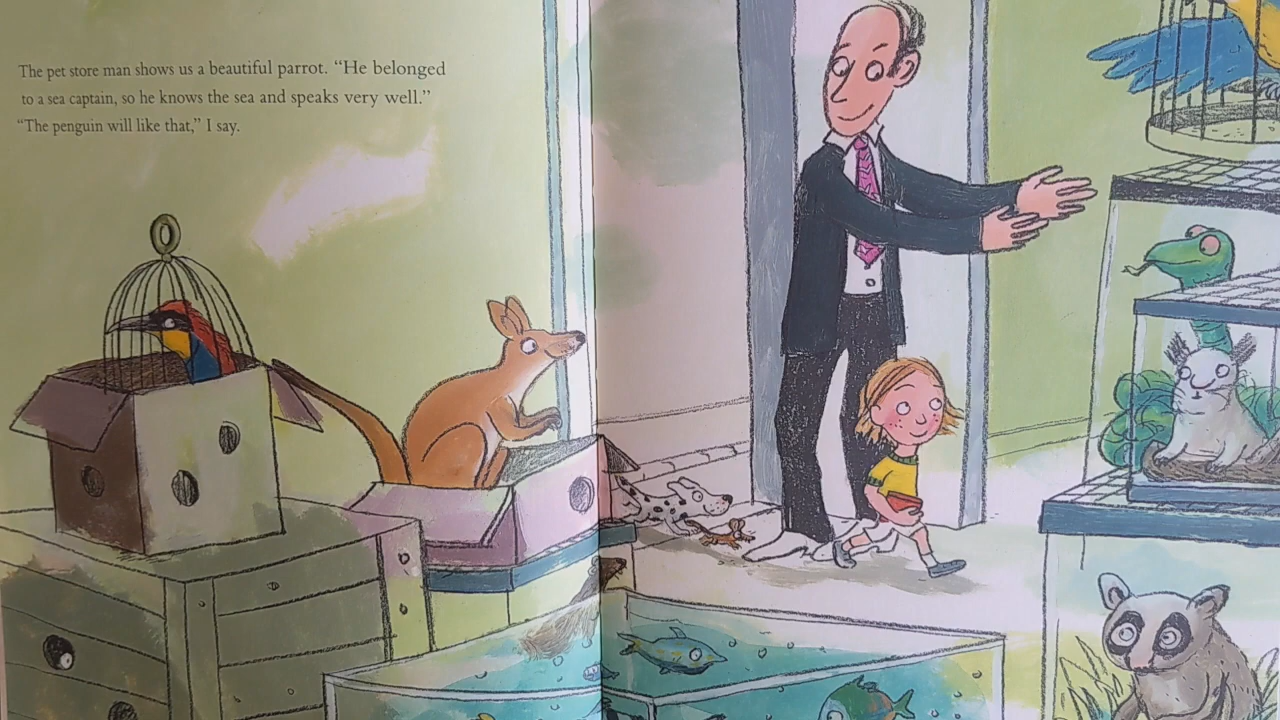 The pet store man shows us a beautiful parrot. “He belonged
to a sea captain, so he knows the sea and speaks very well.”
“The penguin will like that,” I say.